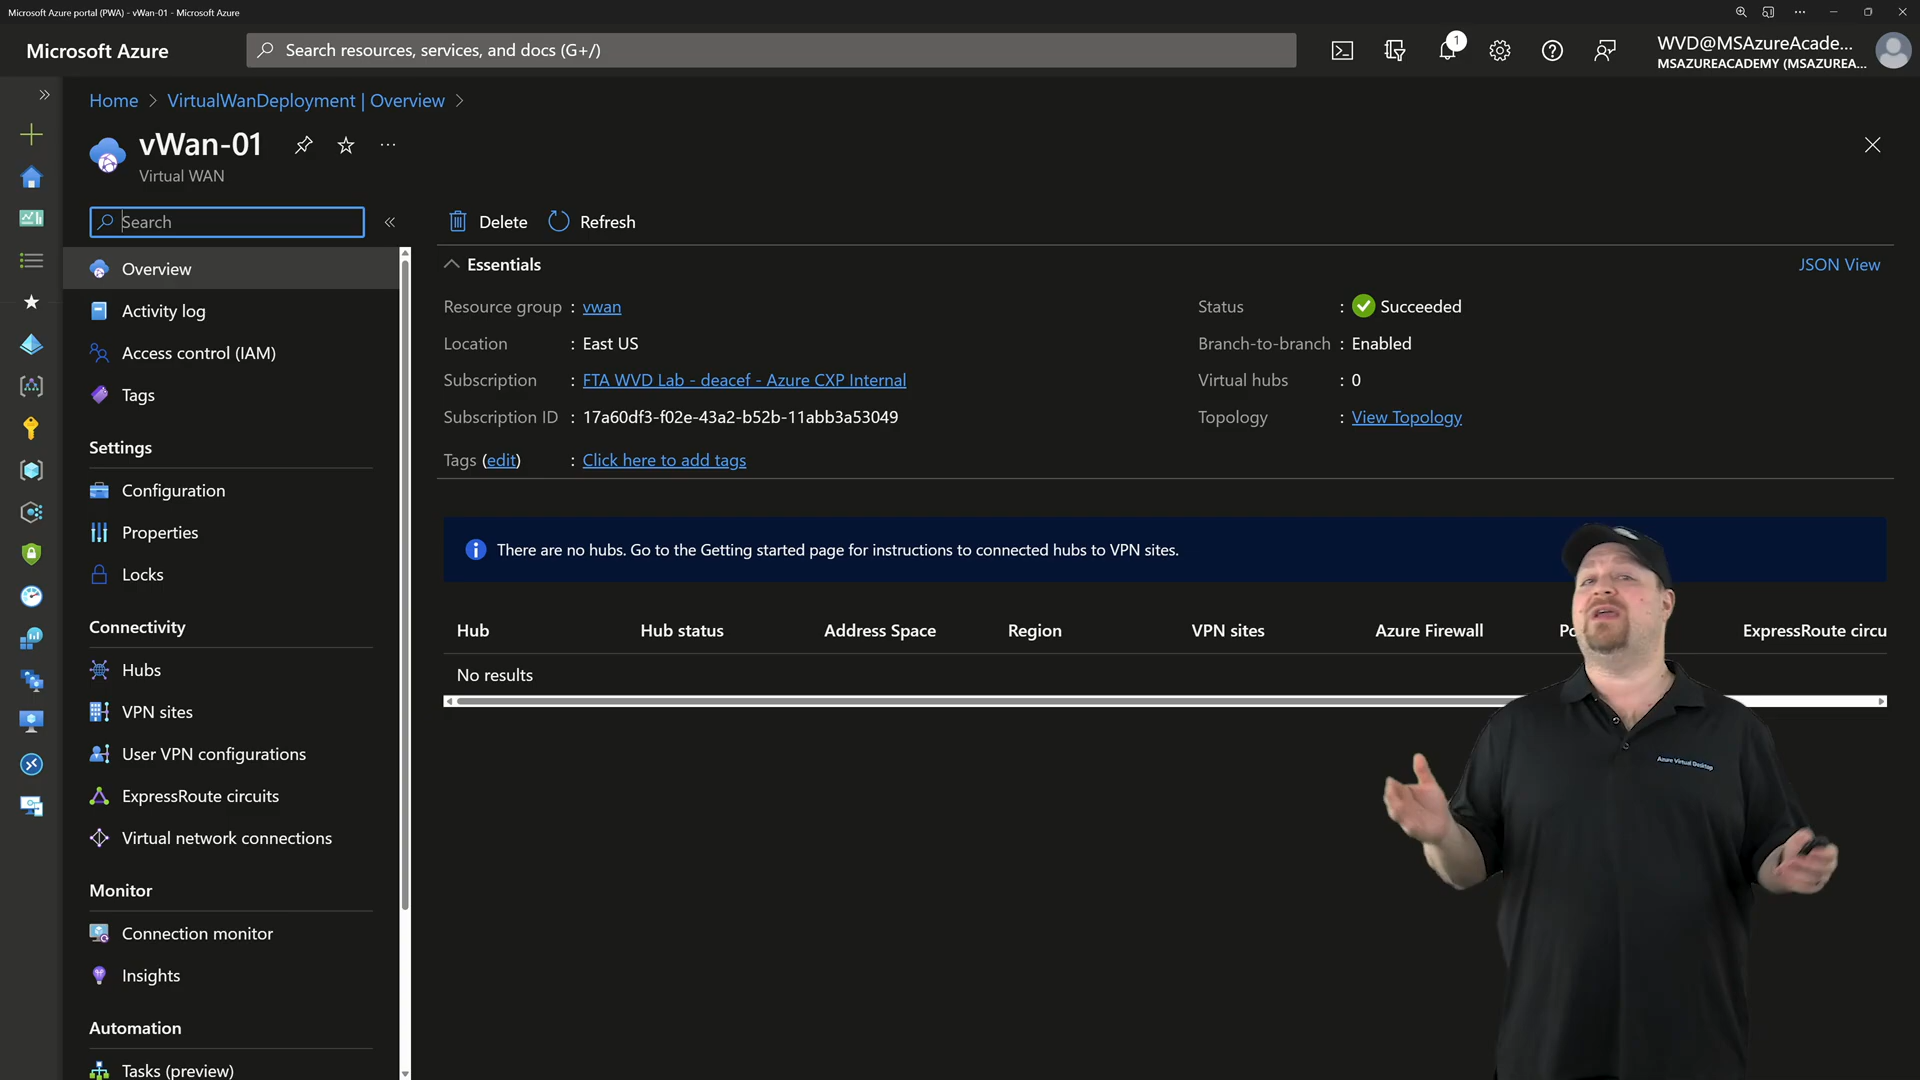 Microsoft Azure portal (PWA) - vWan-01 - Microsoft Azure
Microsoft Azure
Search resources, services, and docs (G+/)
1
WVD@MSAzureAcade...
MSAZUREACADEMY (MSAZUREA...
Home > VirtualWanDeployment | Overview >
vWan-01
Virtual WAN
Search
Delete
Refresh
Overview
Activity log
Access control (IAM)
Tags
Settings
Configuration
Properties
Locks
Connectivity
Hubs
VPN sites
User VPN configurations
ExpressRoute circuits
Virtual network connections
Monitor
Connection monitor
Insights
Automation
Tasks (preview)
Essentials
JSON View
Resource group : vwan
Location : East US
Subscription : FTA WVD Lab - deacef - Azure CXP Internal
Subscription ID : 17a60df3-f02e-43a2-b52b-11abb3a53049
Tags (edit) : Click here to add tags
Status : Succeeded
Branch-to-branch : Enabled
Virtual hubs : 0
Topology : View Topology
There are no hubs. Go to the Getting started page for instructions to connected hubs to VPN sites.
Hub Hub status Address Space Region VPN sites Azure Firewall ExpressRoute circu
No results
Azure Virtual Desktop